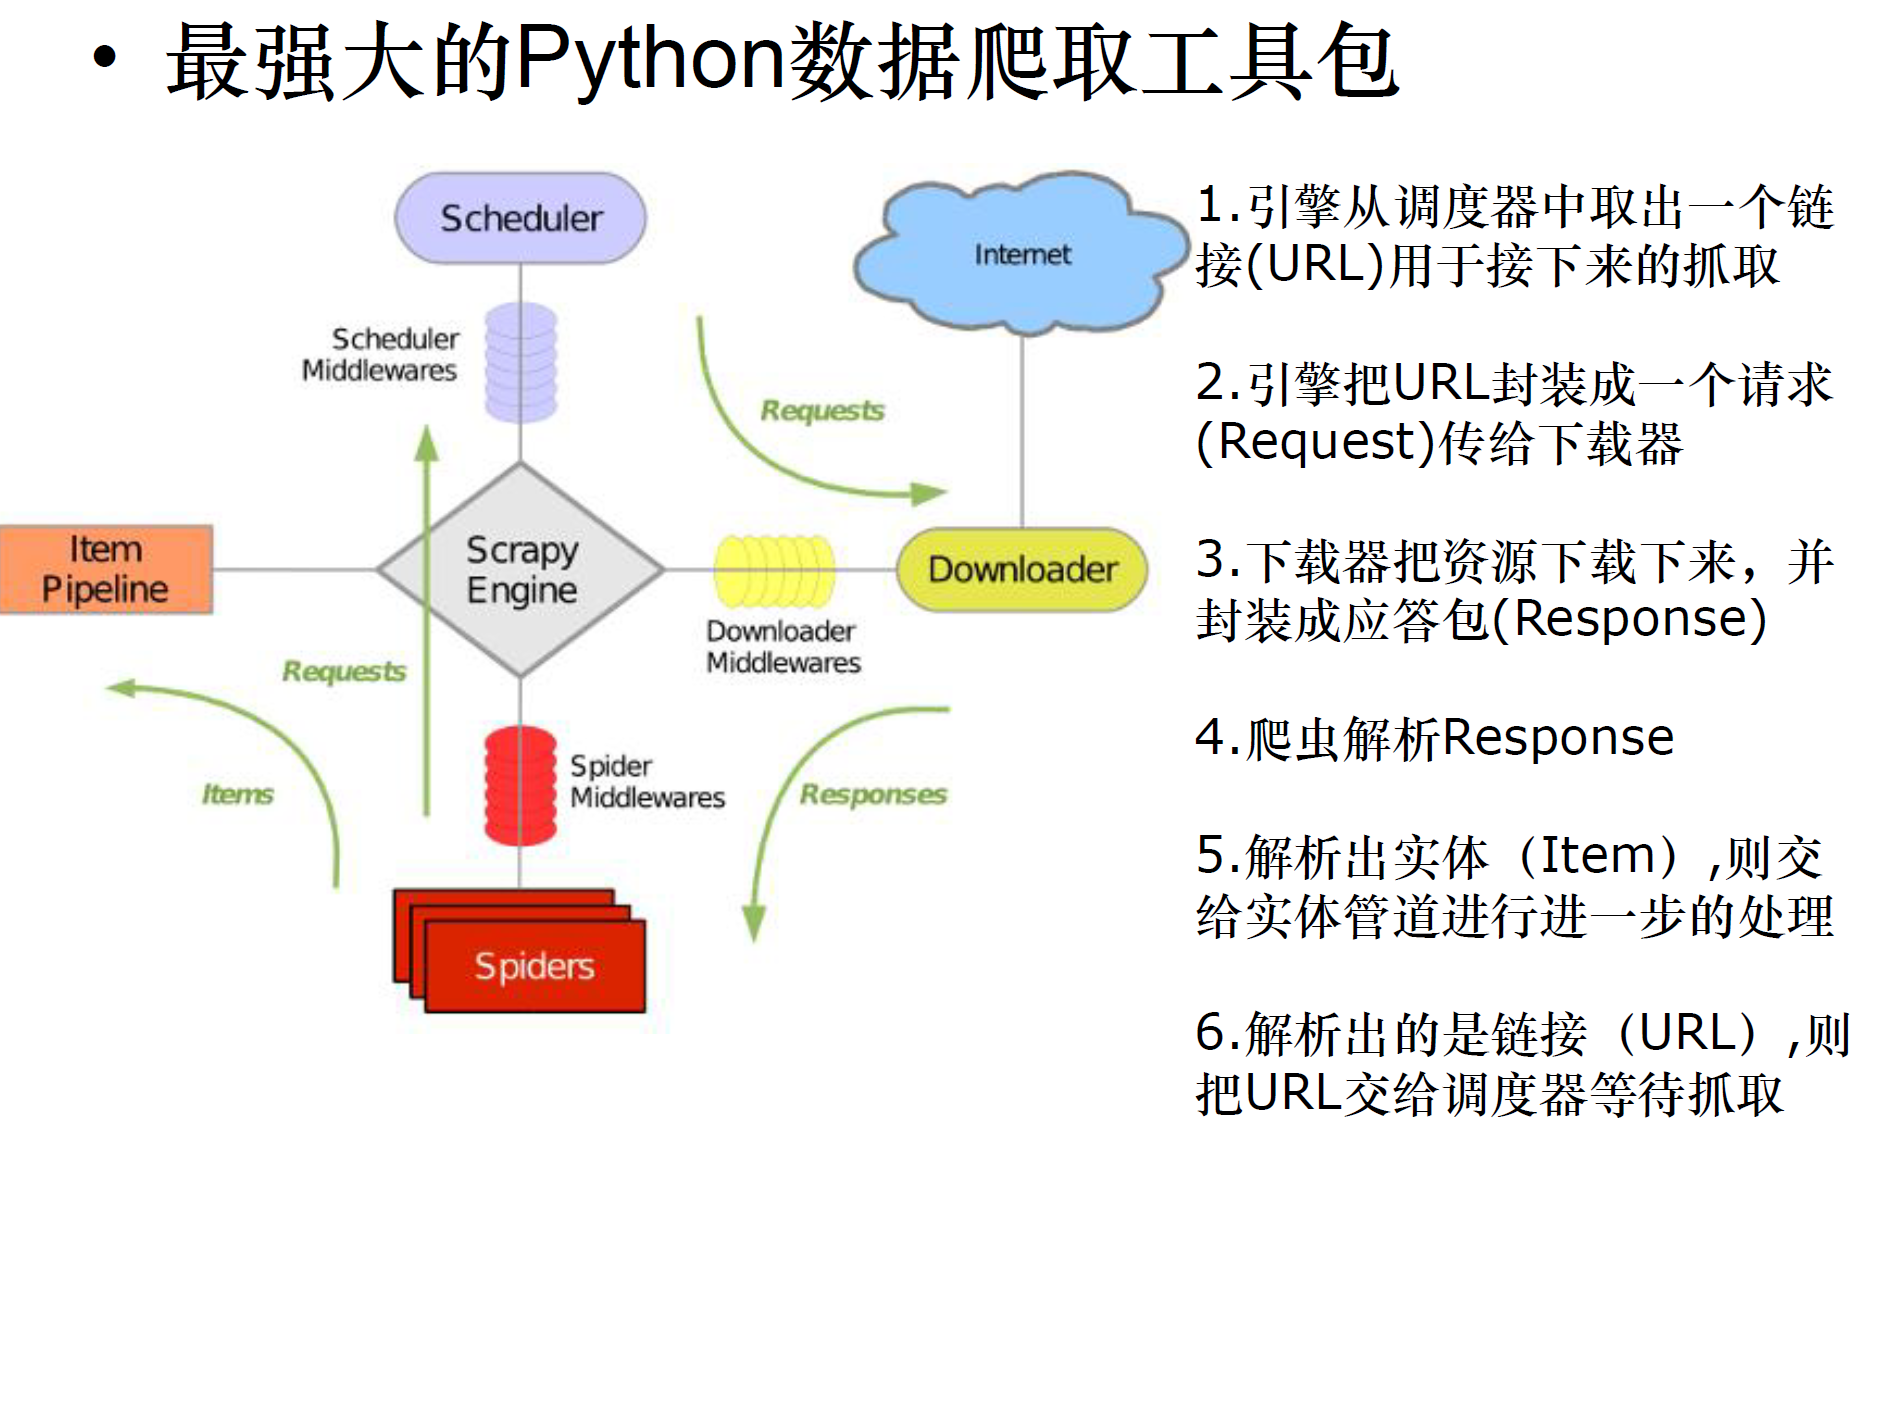 • 最强大的Python数据爬取工具包
Scheduler
Internet
Scheduler
Middlewares
Requests
Item
Pipeline
Scrapy
Engine
Downloader
Downloader
Middlewares
Requests
Items
Spider
Middlewares
Responses
Spiders
1.引擎从调度器中取出一个链
接(URL)用于接下来的抓取
2.引擎把URL封装成一个请求
(Request)传给下载器
3.下载器把资源下载下来，并
封装成应答包(Response)
4.爬虫解析Response
5.解析出实体（Item）,则交
给实体管道进行进一步的处理
6.解析出的是链接（URL）,则
把URL交给调度器等待抓取